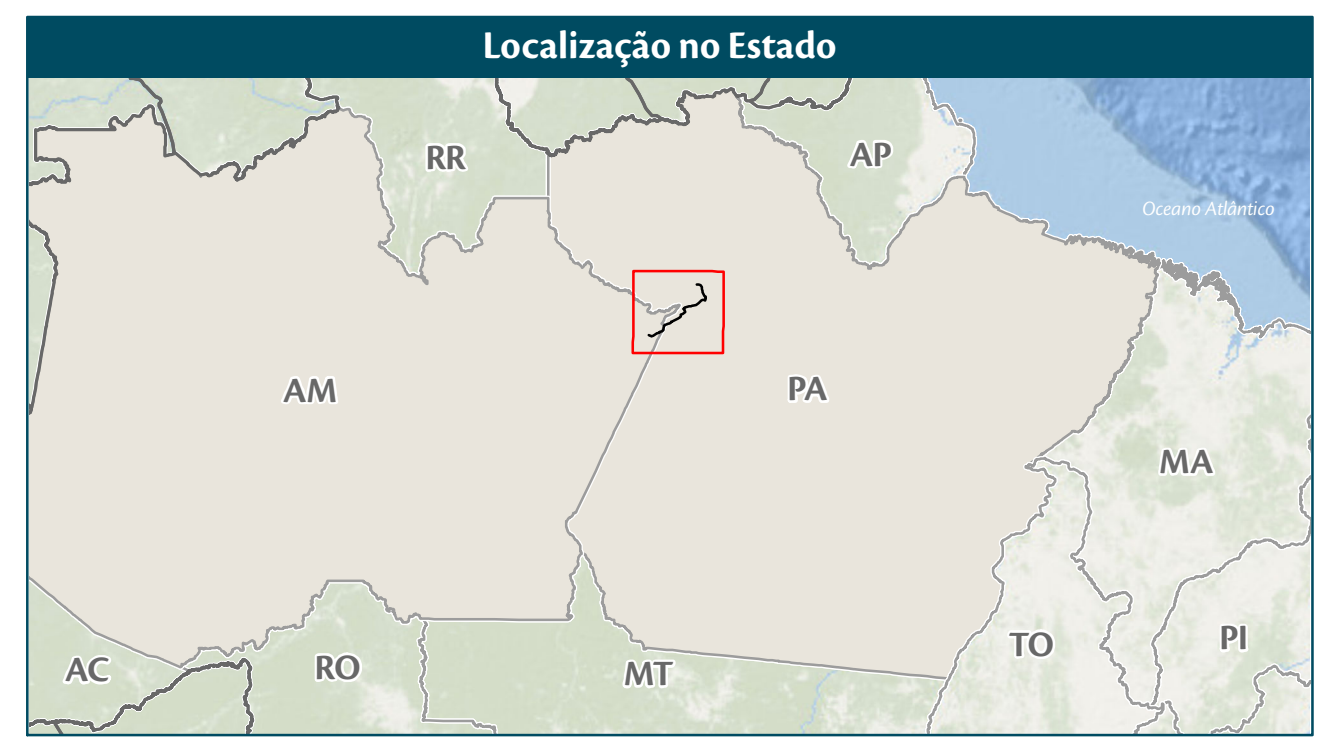 Localização no Estado
RR
AP
Oceano Atlântico
AM
PA
MA
TO
PI
AC
RO
MT